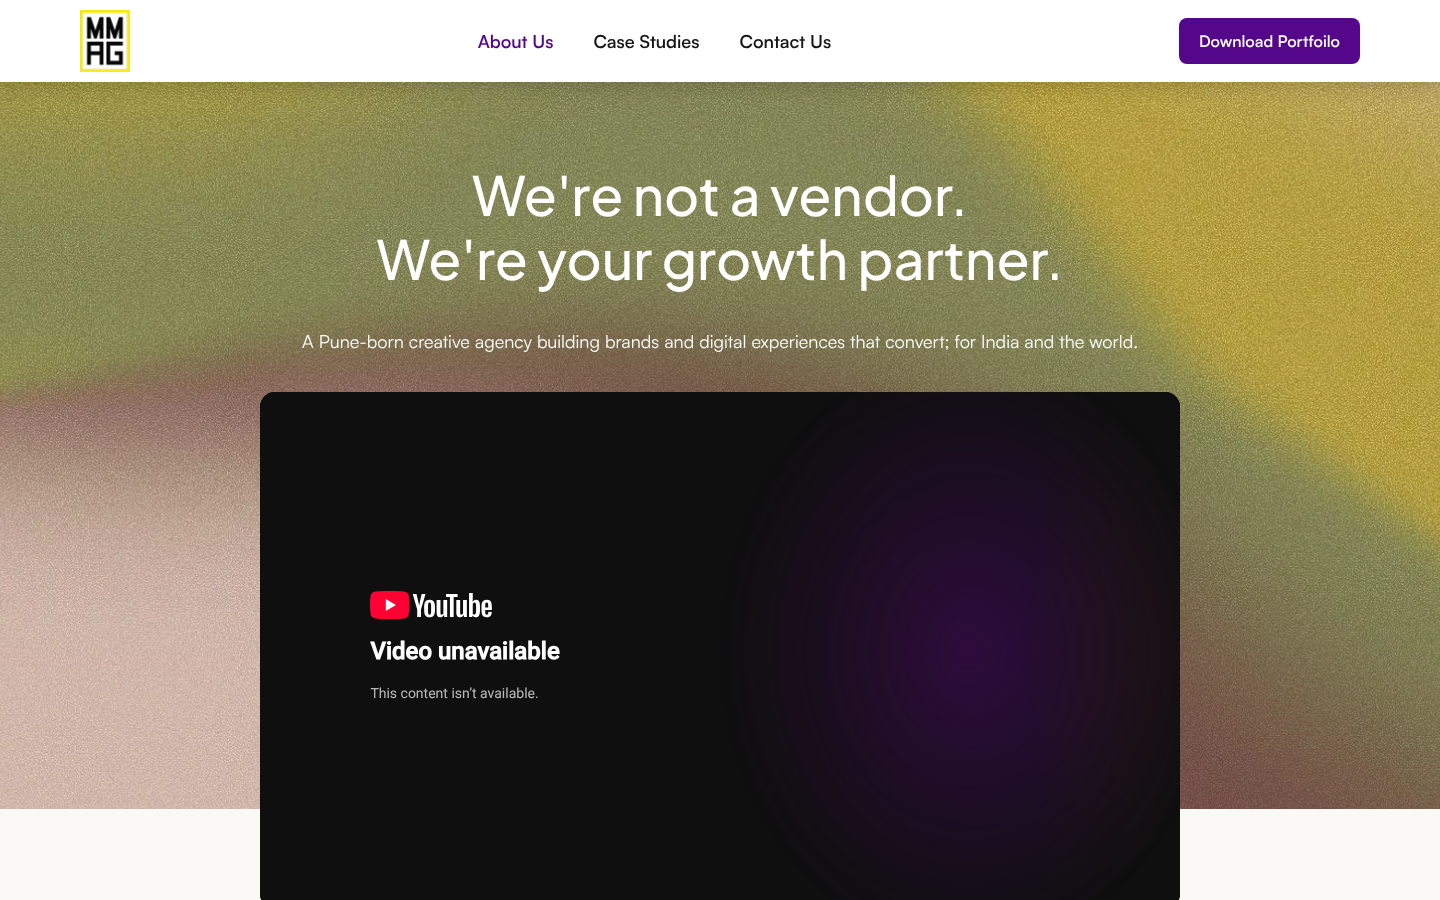 MM
AG
About Us
Case Studies
Contact Us
Download Portfoilo
We're not a vendor.
We're your growth partner.
A Pune-born creative agency building brands and digital experiences that convert; for India and the world.
YouTube
Video unavailable
This content isn't available.